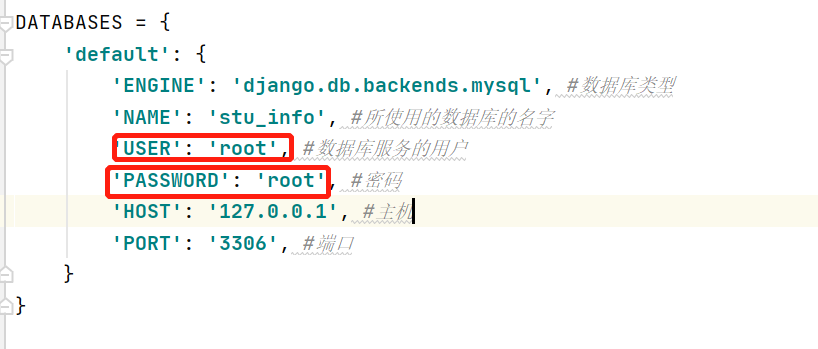 DATABASES = {
    'default': {
        'ENGINE': 'django.db.backends.mysql', #数据库类型
        'NAME': 'stu_info', #所使用的数据库的名字
        'USER': 'root', #数据库服务的用户
        'PASSWORD': 'root', #密码
        'HOST': '127.0.0.1', #主机
        'PORT': '3306', #端口
    }
}